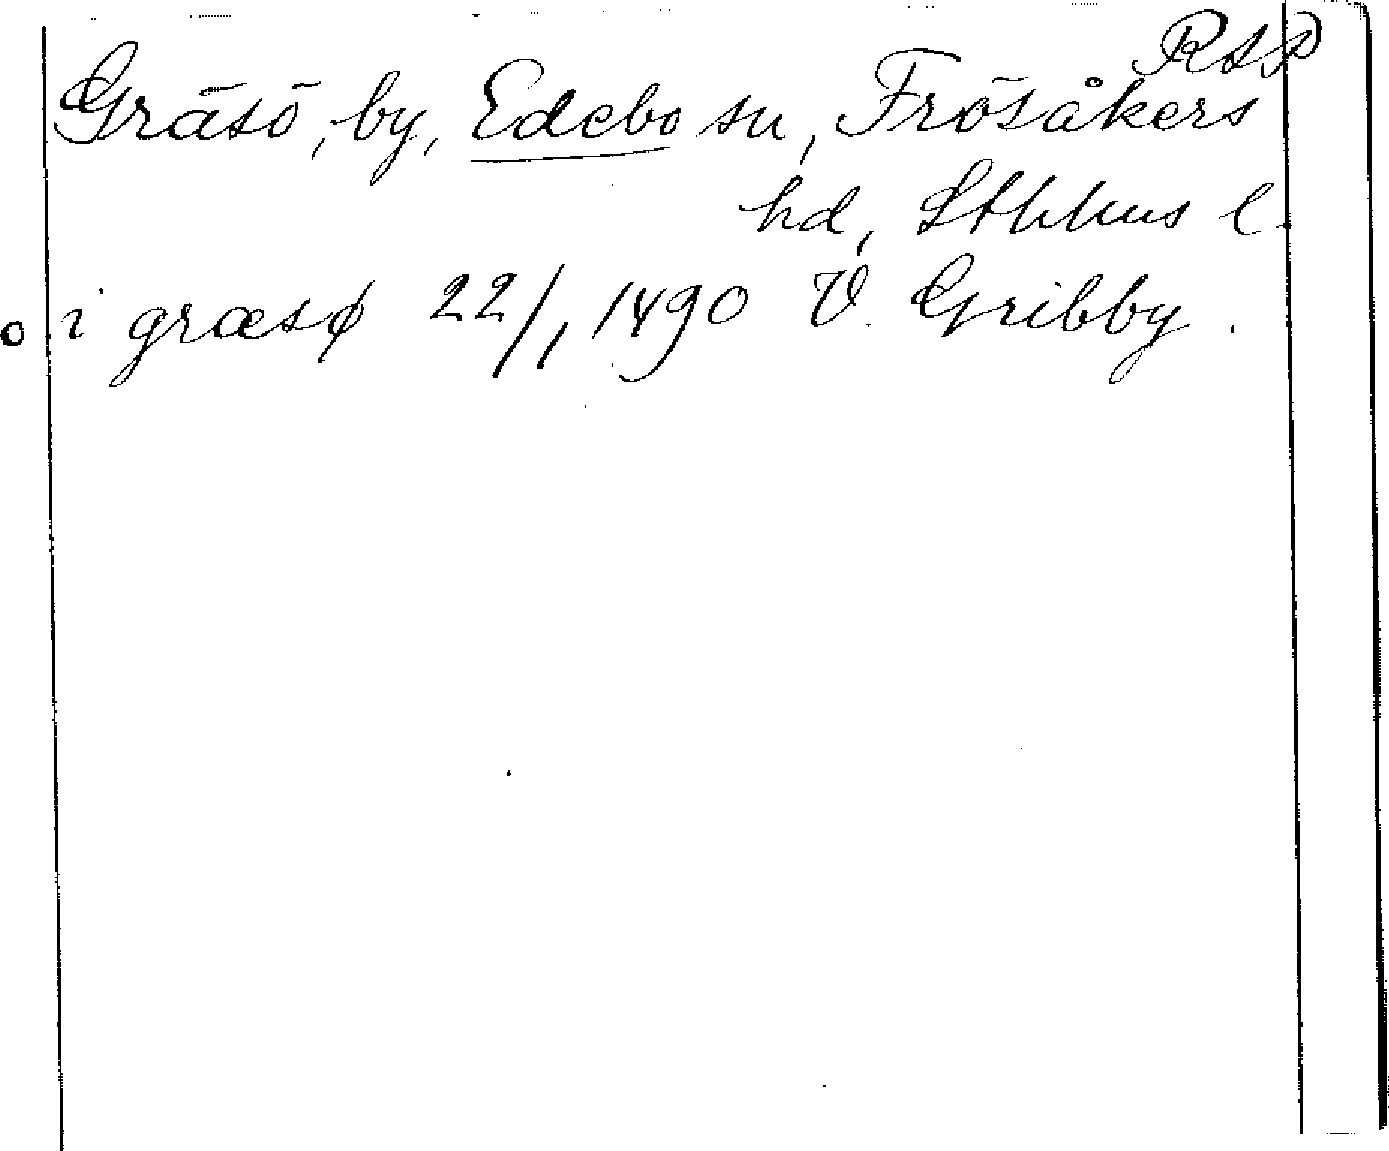 RAP
Gräsö, by, Edebo sn, Frösåkers
hd, Sthlms l.
o i græsø 22/1 1490 V. Gribby.